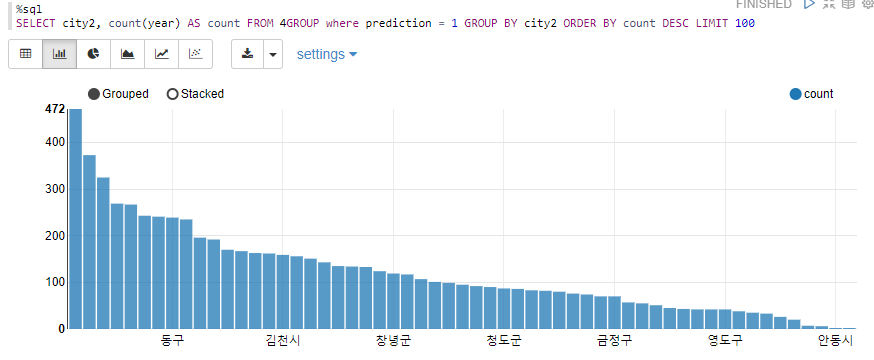 %sql
FINISHED
SELECT city2, count(year) AS count FROM 4GROUP where prediction = 1 GROUP BY city2 ORDER BY count DESC LIMIT 100
settings
Grouped Stacked count
472
400
300
200
100
0
동구 김천시 창녕군 청도군 금정구 영도구 안동시